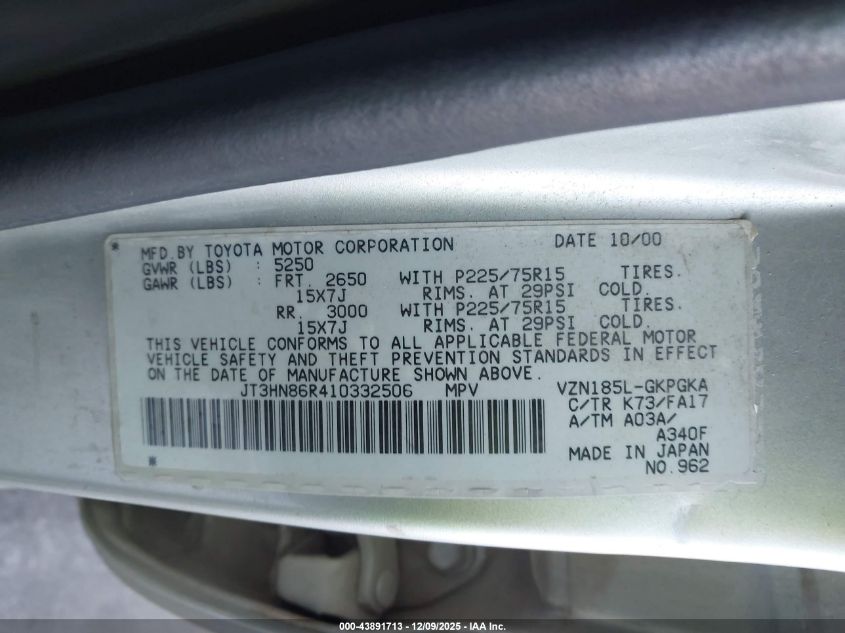 MFD.BY TOYOTA MOTOR CORPORATION DATE 10/00
GVWR (LBS) : 5250
GAWR (LBS) : FRT. 2650 WITH P225/75R15 TIRES.
15X7J RIMS. AT 29PSI COLD.
RR. 3000 WITH P225/75R15 TIRES.
15X7J RIMS. AT 29PSI COLD.
THIS VEHICLE CONFORMS TO ALL APPLICABLE FEDERAL MOTOR
VEHICLE SAFETY AND THEFT PREVENTION STANDARDS IN EFFECT
ON THE DATE OF MANUFACTURE SHOWN ABOVE.
JT3HN86R410332506 MPV VZN185L-GKPGKA
C/TR K73/FA17
A/TM A03A/
A340F
MADE IN JAPAN
NO.962
000-43891713 - 12/09/2025 - IAA Inc.